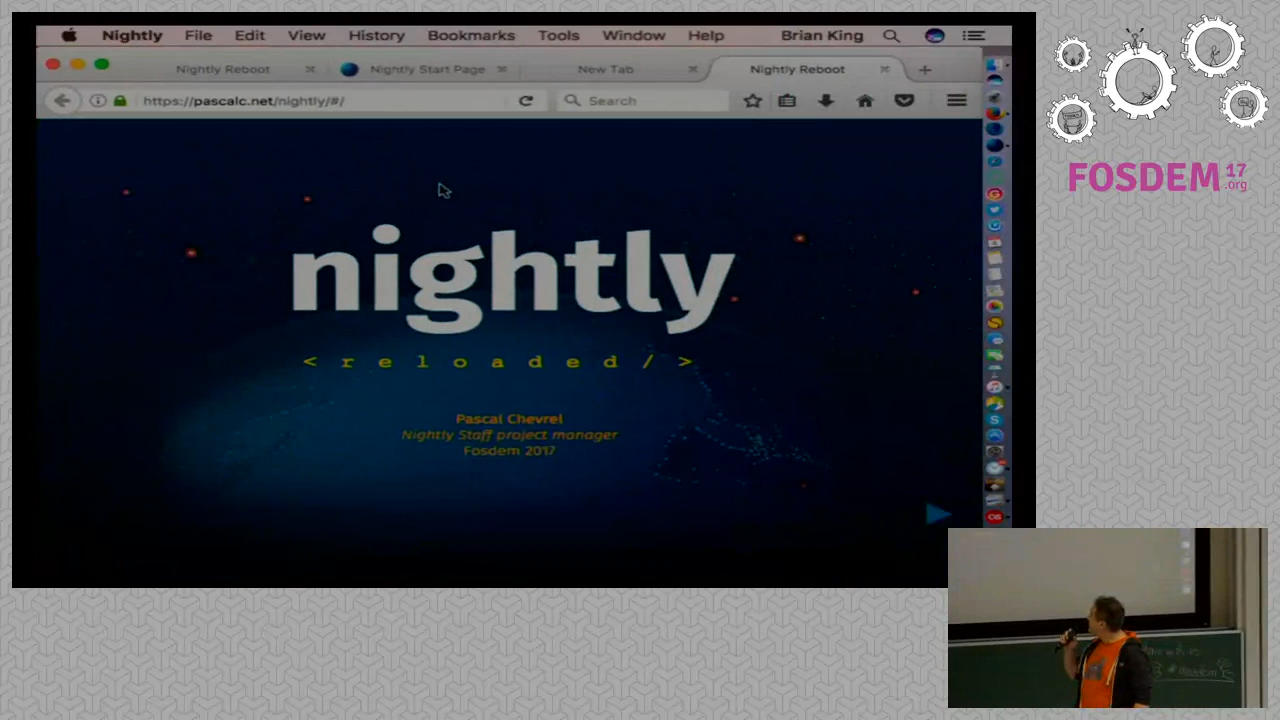 Nightly File Edit View History Bookmarks Tools Window Help Brian King
Nightly Reboot Nightly Start Page New Tab Nightly Reboot
https://pascalc.net/nightly/#/ Search
nightly
<reloaded/>
Pascal Chevrel
Nightly Staff project manager
Fosdem 2017
FOSDEM 17
.org